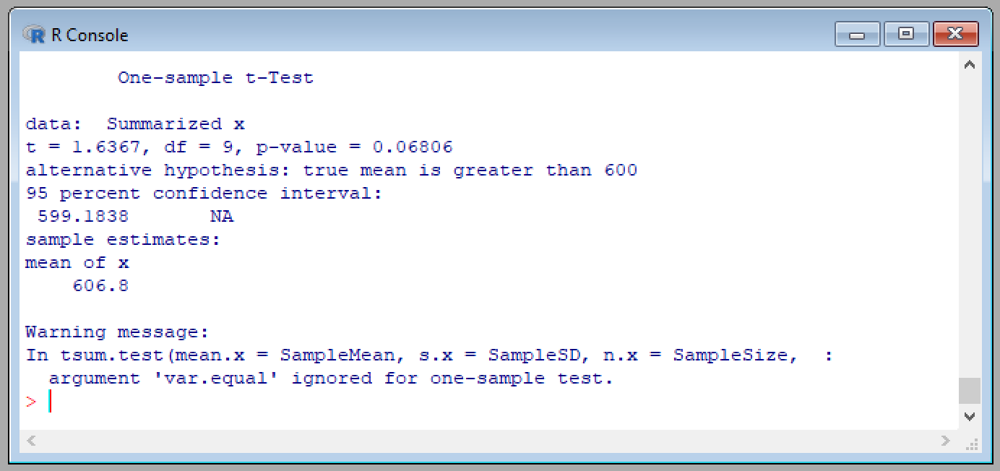 R Console
One-sample t-Test
data:  Summarized x
t = 1.6367, df = 9, p-value = 0.06806
alternative hypothesis: true mean is greater than 600
95 percent confidence interval:
 599.1838       NA
sample estimates:
mean of x
    606.8
Warning message:
In tsum.test(mean.x = SampleMean, s.x = SampleSD, n.x = SampleSize,  :
  argument 'var.equal' ignored for one-sample test.
>